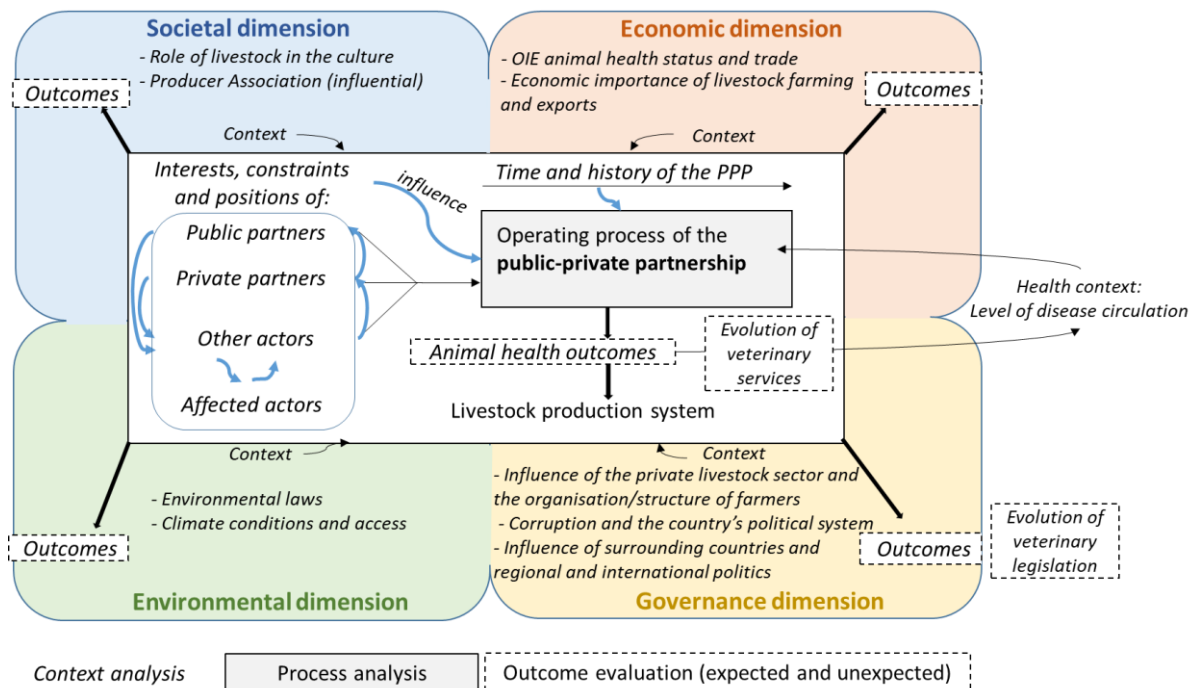 Societal dimension
- Role of livestock in the culture
- Producer Association (influential)
Outcomes
Economic dimension
- OIE animal health status and trade
- Economic importance of livestock farming
and exports
Outcomes
Context
Context
Interests, constraints
and positions of:
Public partners
Private partners
Other actors
Affected actors
influence
Time and history of the PPP
Operating process of the
public-private partnership
Health context:
Level of disease circulation
Animal health outcomes
Evolution of
veterinary
services
Livestock production system
Context
- Environmental laws
- Climate conditions and access
Outcomes
Environmental dimension
Context
- Influence of the private livestock sector and
the organisation/structure of farmers
- Corruption and the country's political system
- Influence of surrounding countries and
regional and international politics
Outcomes
Evolution of
veterinary
legislation
Governance dimension
Context analysis
Process analysis
Outcome evaluation (expected and unexpected)